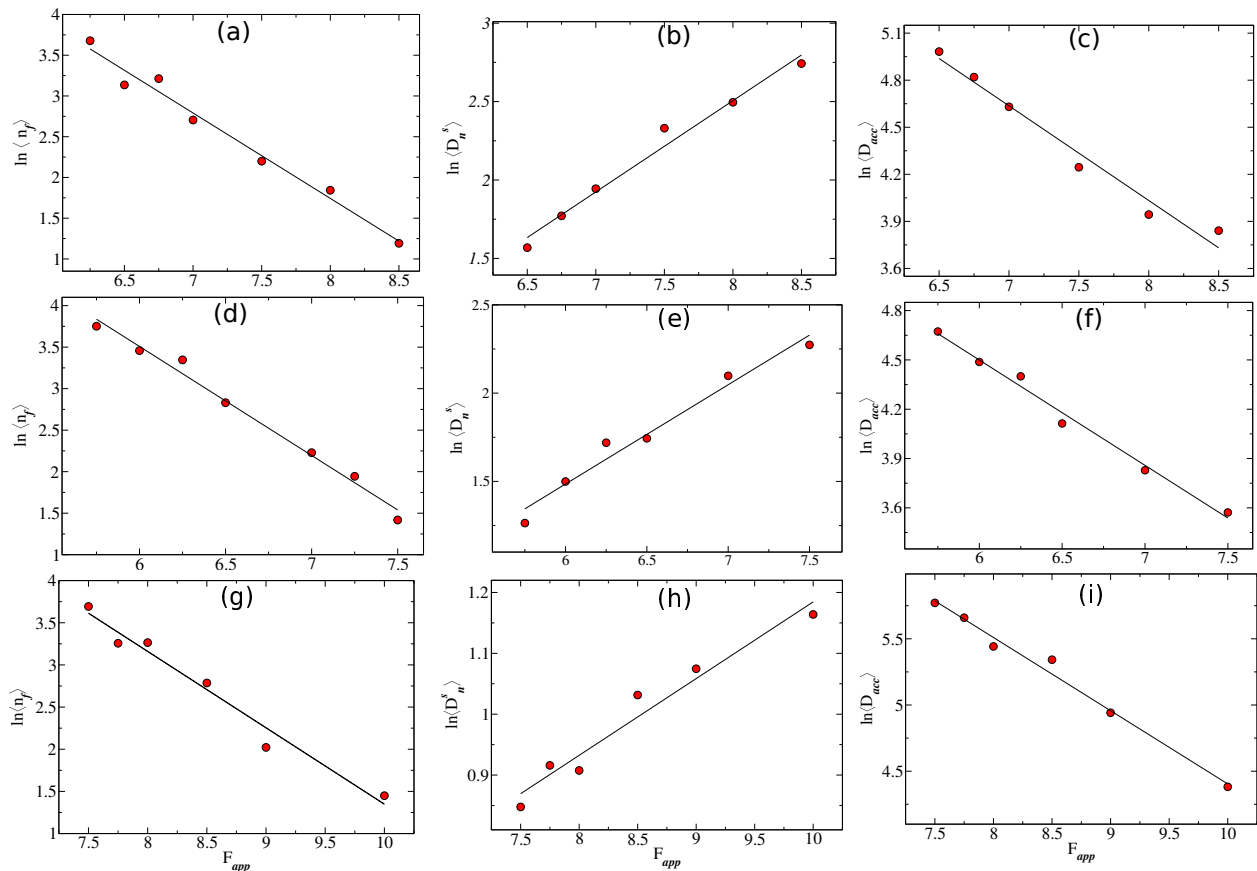 (a)
ln ⟨ n_f⟩
4
3.5
3
2.5
2
1.5
1
6.5 7 7.5 8 8.5
(b)
ln ⟨D_n^s⟩
3
2.5
2
1.5
6.5 7 7.5 8 8.5
(c)
ln ⟨D_acc⟩
5.1
4.8
4.5
4.2
3.9
3.6
6.5 7 7.5 8 8.5
(d)
ln ⟨n_f⟩
4
3.5
3
2.5
2
1.5
1
6 6.5 7 7.5
(e)
ln ⟨D_n^s⟩
2.5
2
1.5
6 6.5 7 7.5
(f)
ln ⟨D_acc⟩
4.8
4.5
4.2
3.9
3.6
6 6.5 7 7.5
(g)
ln⟨n_f⟩
4
3.5
3
2.5
2
1.5
1
7.5 8 8.5 9 9.5 10
F_app
(h)
ln⟨D_n^s⟩
1.2
1.1
1
0.9
7.5 8 8.5 9 9.5 10
F_app
(i)
ln⟨D_acc⟩
5.5
5
4.5
7.5 8 8.5 9 9.5 10
F_app